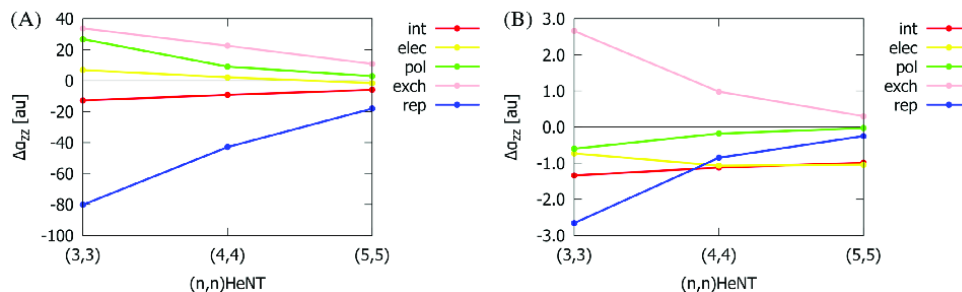 (A)
Δα_zz [au]
40
20
0
-20
-40
-60
-80
-100
(3,3)
(4,4)
(5,5)
(n,n)HeNT
int
elec
pol
exch
rep
(B)
Δα_zz [au]
3.0
2.0
1.0
0.0
-1.0
-2.0
-3.0
(3,3)
(4,4)
(5,5)
(n,n)HeNT
int
elec
pol
exch
rep